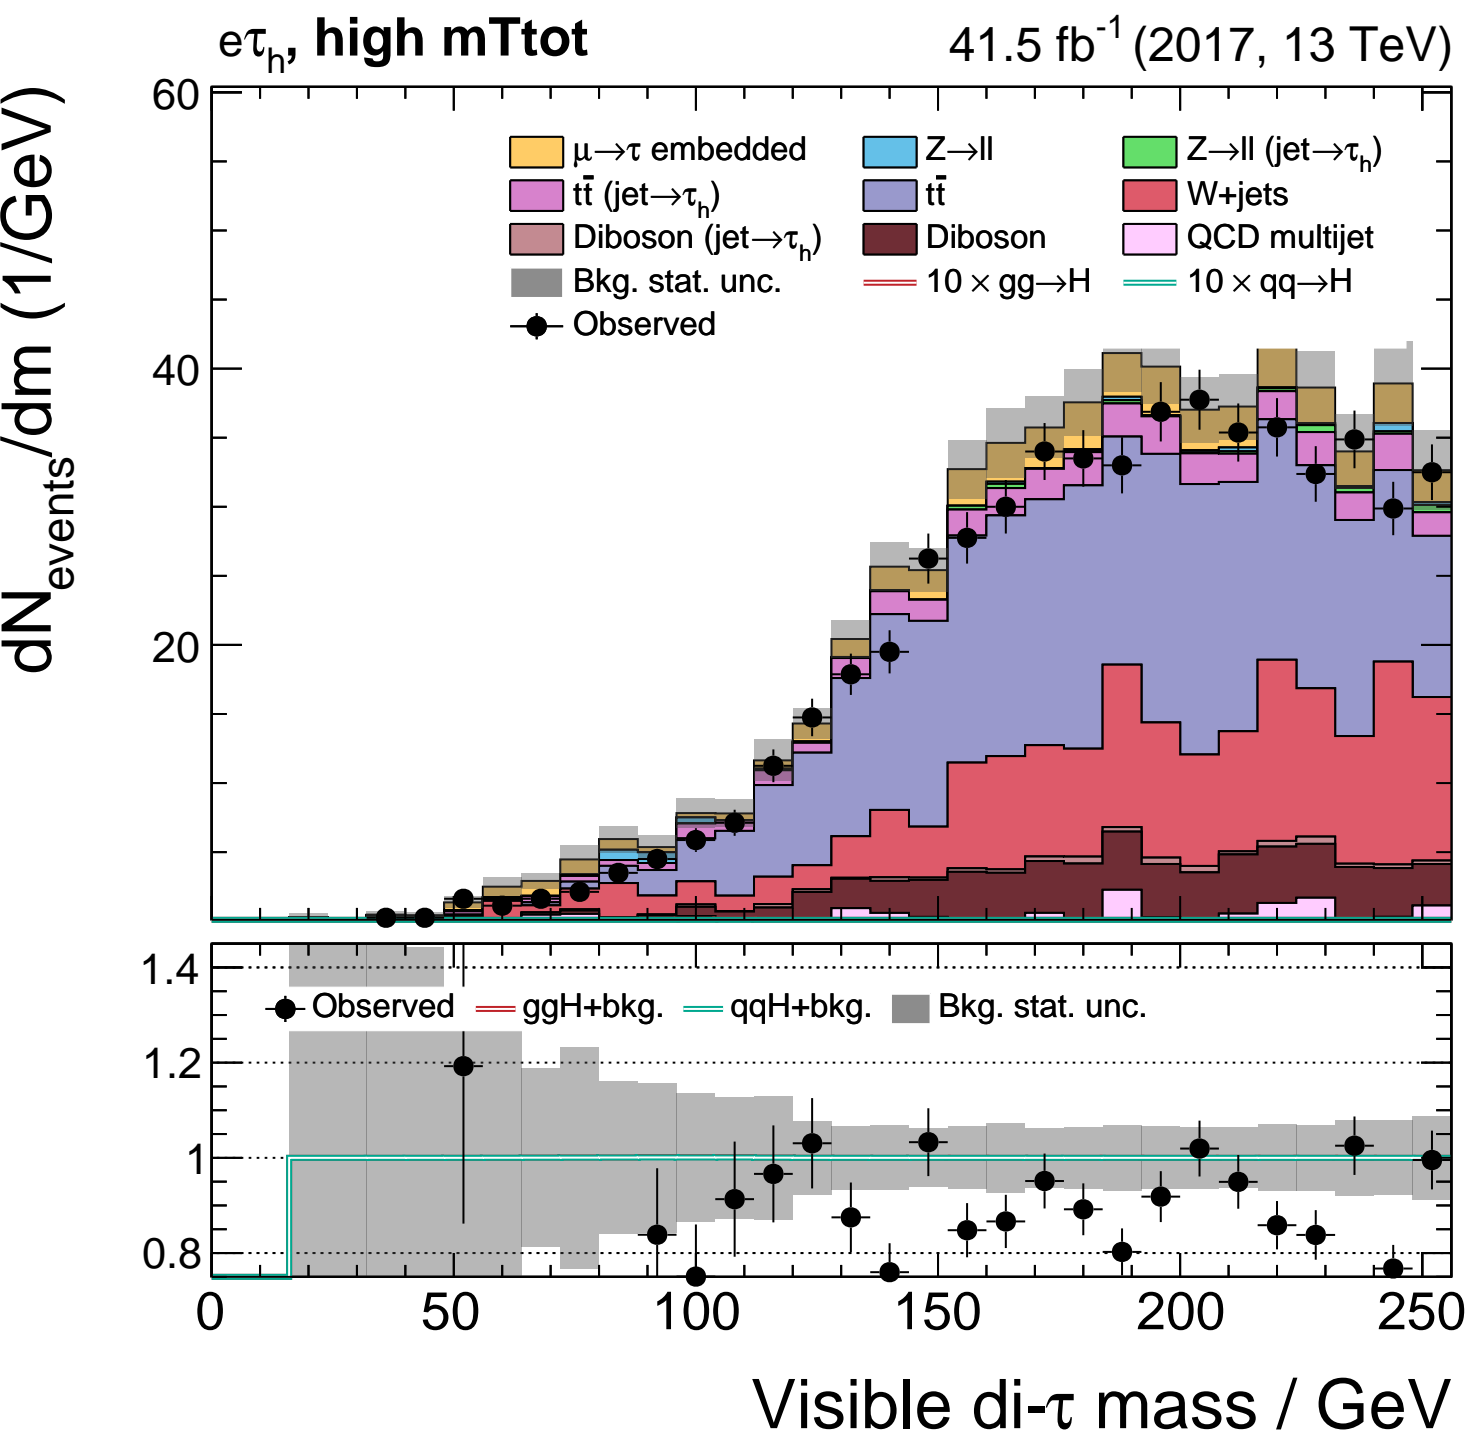 eτh, high mTtot
41.5 fb-1 (2017, 13 TeV)
dNevents/dm (1/GeV)
60
40
20
μ→τ embedded
Z→ll
Z→ll (jet→τh)
tt̄ (jet→τh)
tt̄
W+jets
Diboson (jet→τh)
Diboson
QCD multijet
Bkg. stat. unc.
10 × gg→H
10 × qq→H
Observed
1.4
1.2
1
0.8
Observed
ggH+bkg.
qqH+bkg.
Bkg. stat. unc.
0
50
100
150
200
250
Visible di-τ mass / GeV